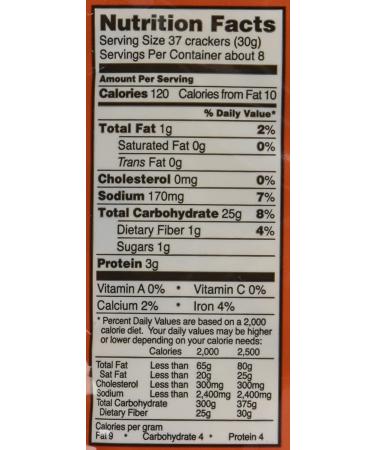 Nutrition Facts
Serving Size 37 crackers (30g)
Servings Per Container about 8
Amount Per Serving
Calories 120 Calories from Fat 10
% Daily Value*
Total Fat 1g 2%
Saturated Fat 0g 0%
Trans Fat 0g
Cholesterol 0mg 0%
Sodium 170mg 7%
Total Carbohydrate 25g 8%
Dietary Fiber 1g 4%
Sugars 1g
Protein 3g
Vitamin A 0% • Vitamin C 0%
Calcium 2% • Iron 4%
* Percent Daily Values are based on a 2,000
calorie diet. Your daily values may be higher
or lower depending on your calorie needs:
Calories 2,000 2,500
Total Fat Less than 65g 80g
Sat Fat Less than 20g 25g
Cholesterol Less than 300mg 300mg
Sodium Less than 2,400mg 2,400mg
Total Carbohydrate 300g 375g
Dietary Fiber 25g 30g
Calories per gram
Fat 9 • Carbohydrate 4 • Protein 4